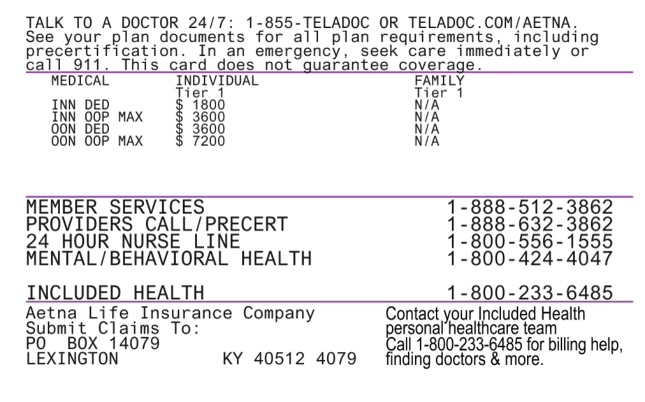 TALK TO A DOCTOR 24/7: 1-855-TELADOC OR TELADOC.COM/AETNA.
See your plan documents for all plan requirements, including
precertification. In an emergency, seek care immediately or
call 911. This card does not guarantee coverage.
MEDICAL INDIVIDUAL FAMILY
Tier 1 Tier 1
INN DED $ 1800 N/A
INN OOP MAX $ 3600 N/A
OON DED $ 3600 N/A
OON OOP MAX $ 7200 N/A
MEMBER SERVICES 1-888-512-3862
PROVIDERS CALL/PRECERT 1-888-632-3862
24 HOUR NURSE LINE 1-800-556-1555
MENTAL/BEHAVIORAL HEALTH 1-800-424-4047
INCLUDED HEALTH 1-800-233-6485
Aetna Life Insurance Company
Submit Claims To:
PO BOX 14079
LEXINGTON KY 40512 4079
Contact your Included Health
personal healthcare team
Call 1-800-233-6485 for billing help,
finding doctors & more.